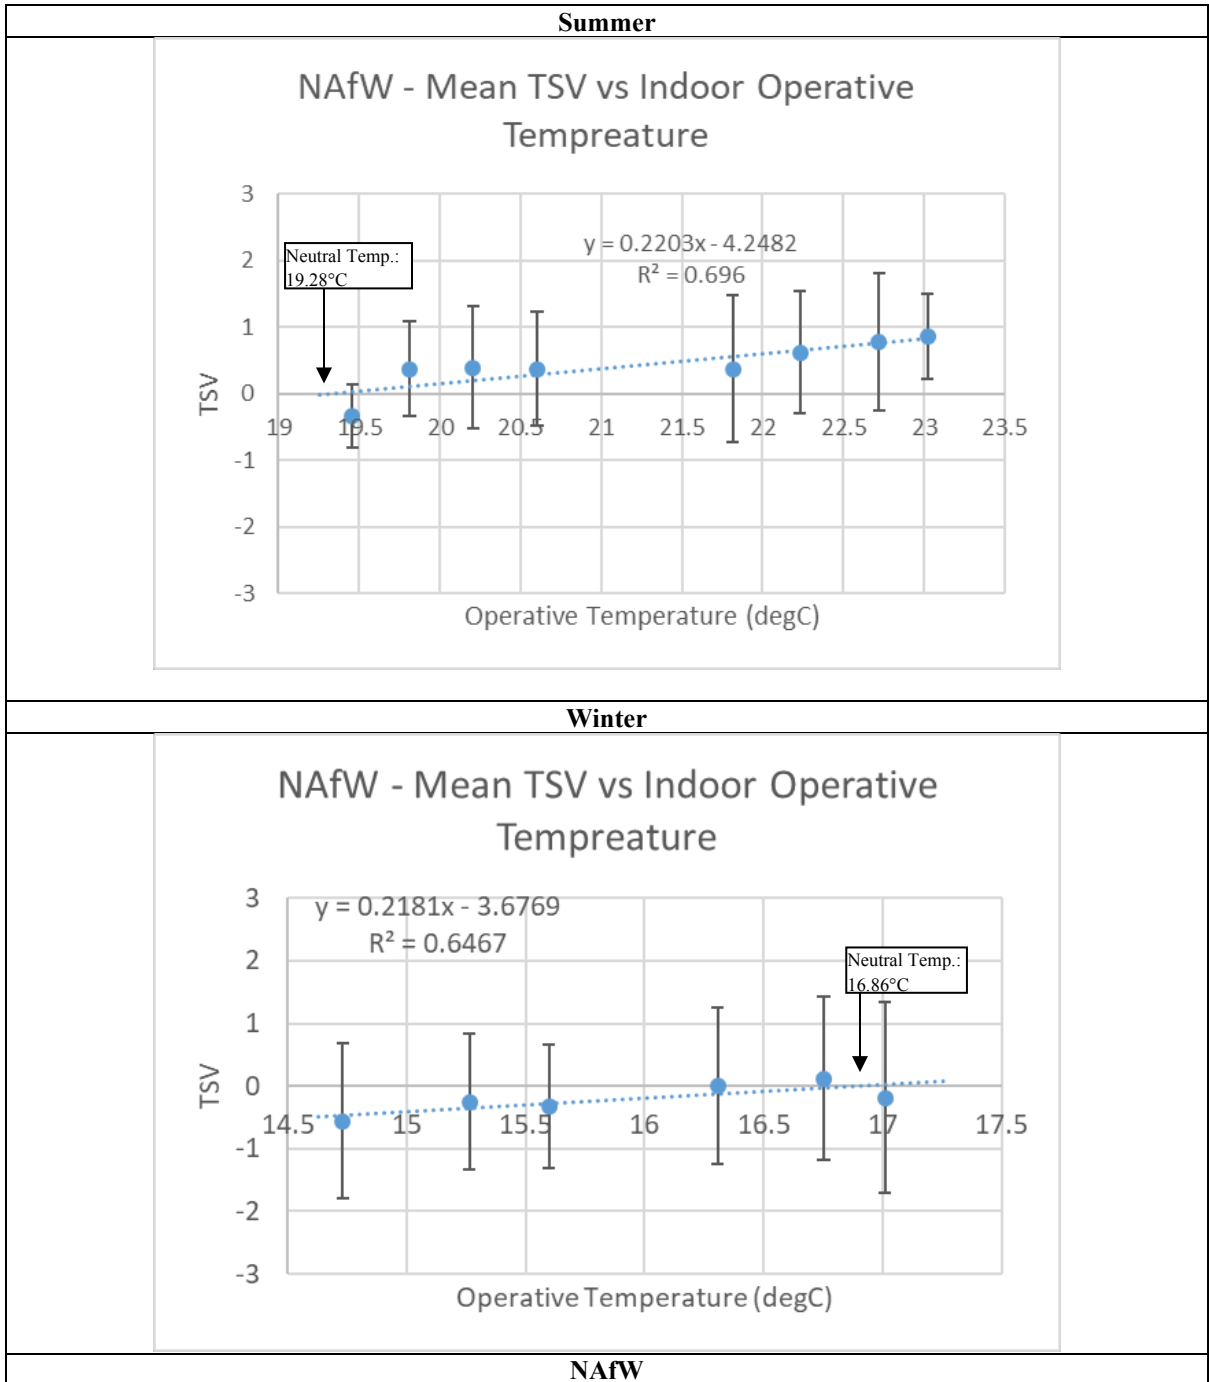 Summer
NAfW - Mean TSV vs Indoor Operative
Tempreature
3
2
1
0
-1
-2
-3
TSV
Neutral Temp.:
19.28°C
y = 0.2203x - 4.2482
R² = 0.696
19 19.5 20 20.5 21 21.5 22 22.5 23 23.5
Operative Temperature (degC)
Winter
NAfW - Mean TSV vs Indoor Operative
Tempreature
3
2
1
0
-1
-2
-3
TSV
y = 0.2181x - 3.6769
R² = 0.6467
Neutral Temp.:
16.86°C
14.5 15 15.5 16 16.5 17 17.5
Operative Temperature (degC)
NAfW